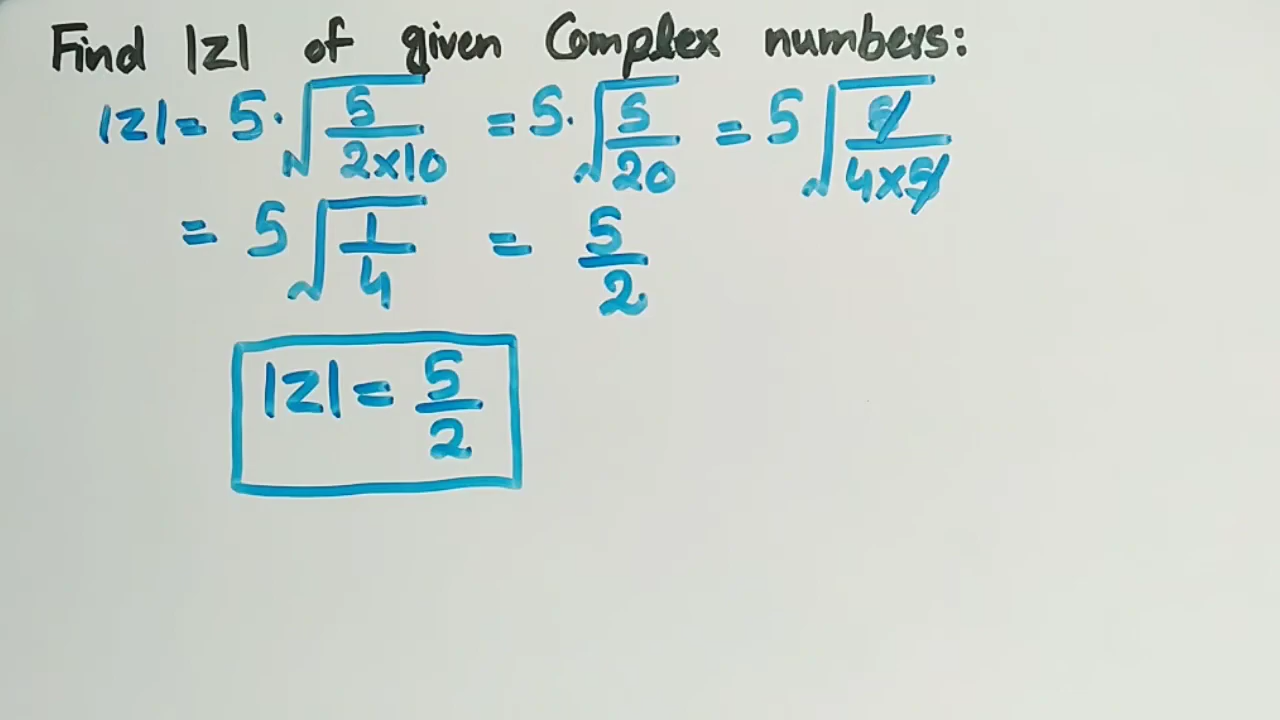 Find |z| of given Complex numbers:
|z| = 5·√(5/(2×10)) = 5·√(5/20) = 5√(5/(4×5))
= 5√(1/4) = 5/2
|z| = 5/2